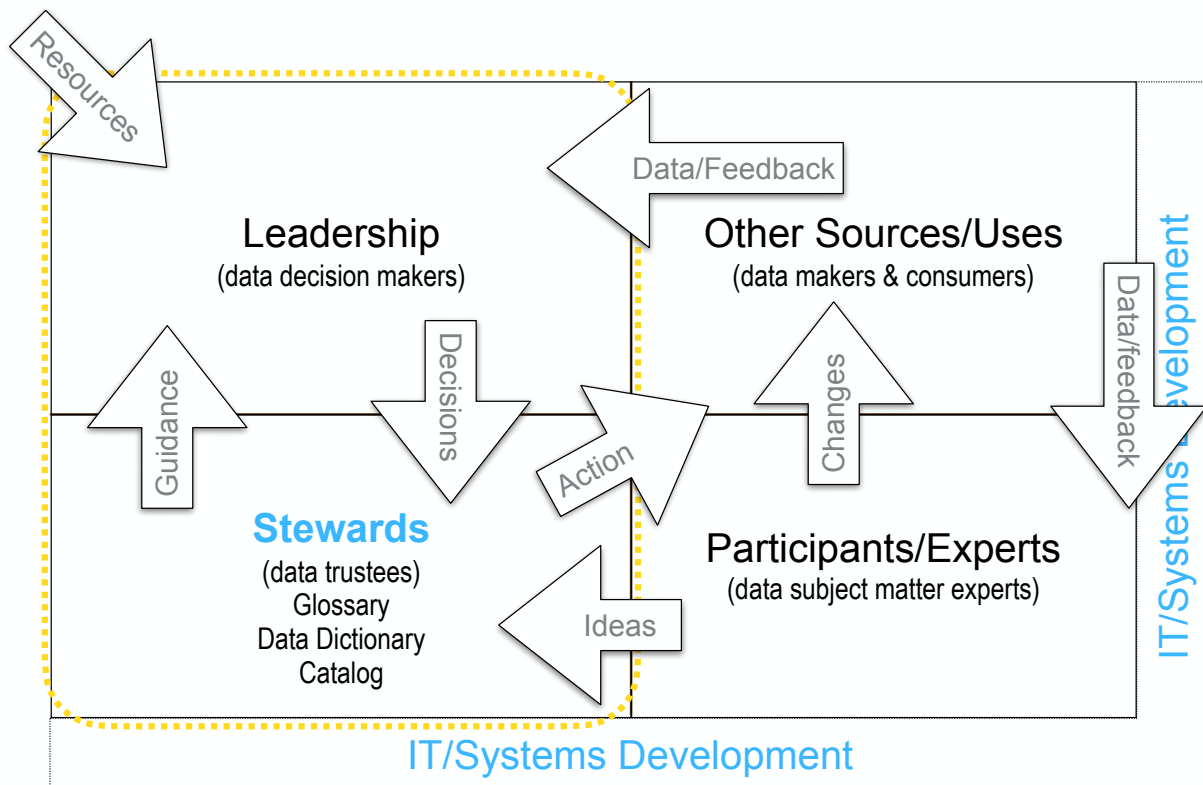 Resources
Data/Feedback
Leadership
(data decision makers)
Other Sources/Uses
(data makers & consumers)
Guidance
Decisions
Action
Changes
Data/feedback
IT/Systems Development
Stewards
(data trustees)
Glossary
Data Dictionary
Catalog
Ideas
Participants/Experts
(data subject matter experts)
IT/Systems Development